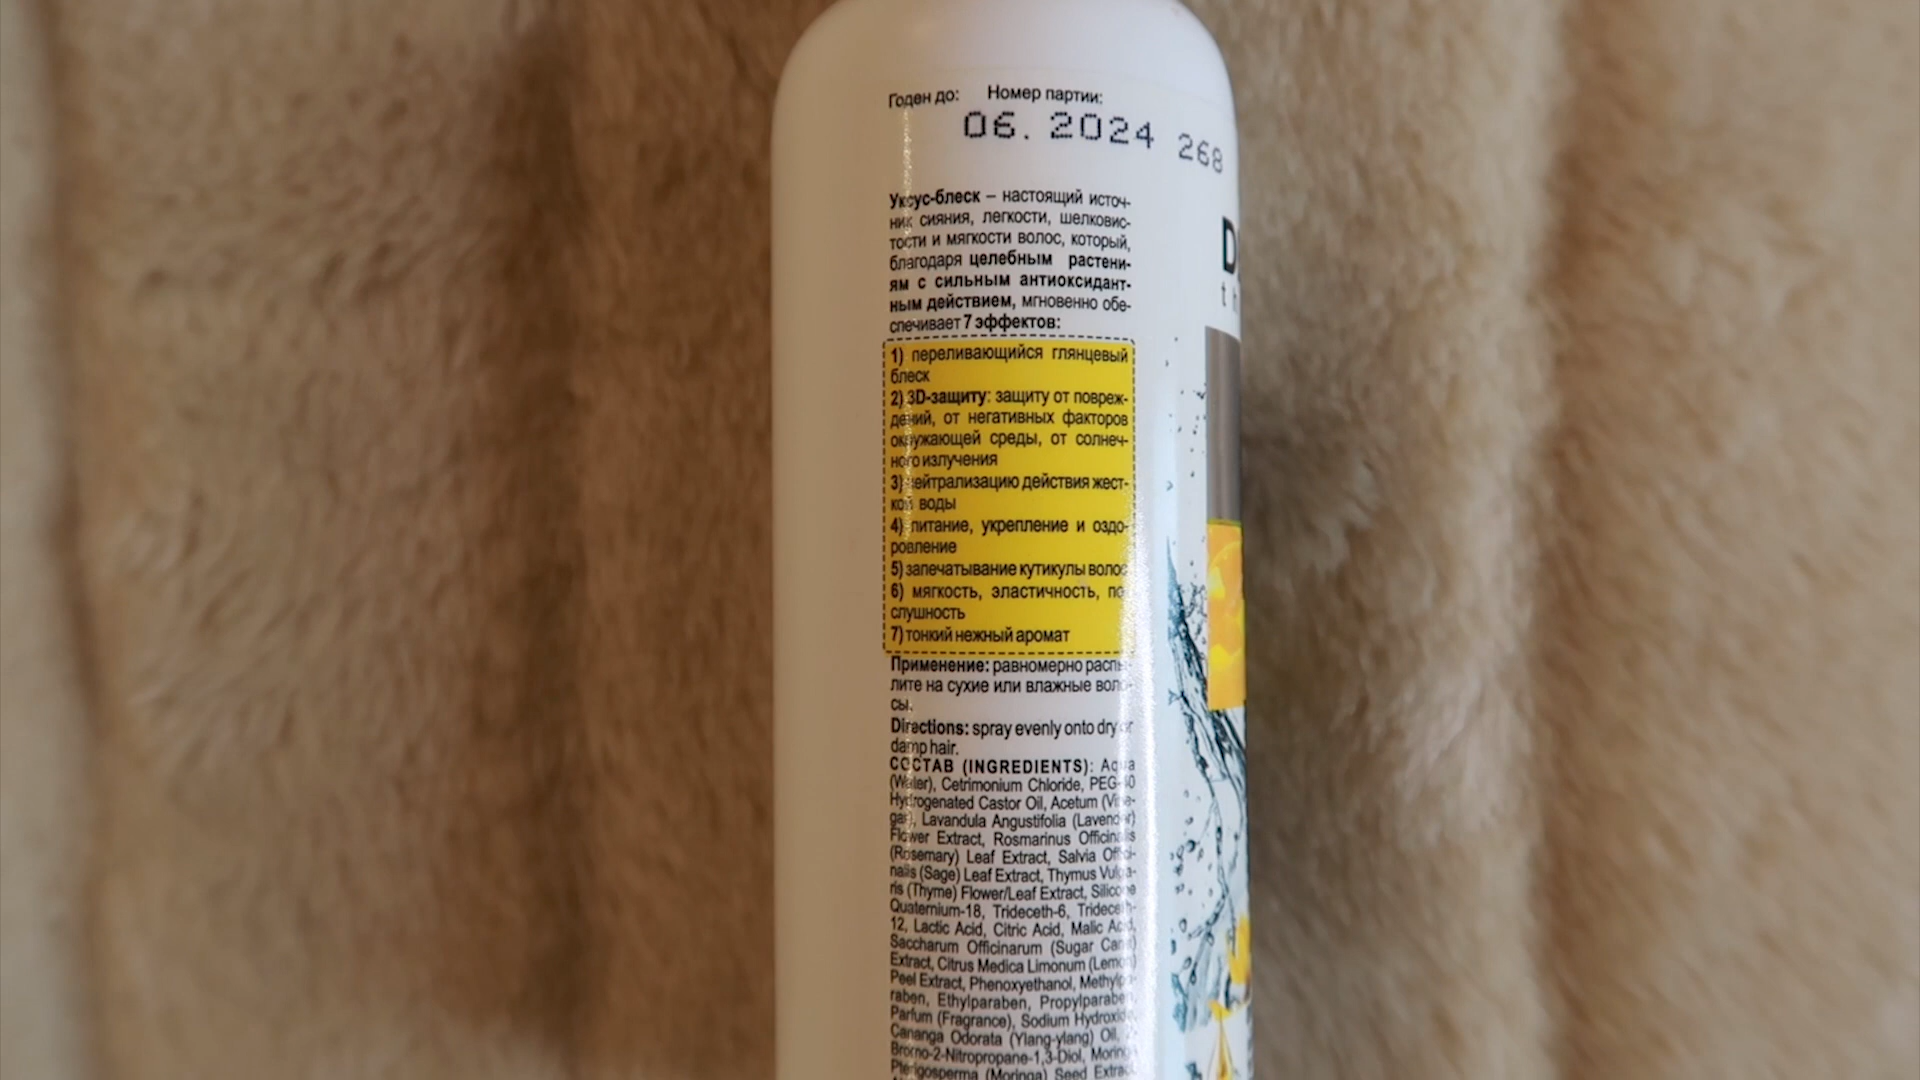 Годен до: Номер партии:
06. 2024 268
Уксус-блеск – настоящий источ-
ник сияния, легкости, шелковис-
тости и мягкости волос, который,
благодаря целебным растени-
ям с сильным антиоксидант-
ным действием, мгновенно обе-
спечивает 7 эффектов:
1) переливающийся глянцевый
блеск
2) 3D-защиту: защиту от повреж-
дений, от негативных факторов
окружающей среды, от солнеч-
ного излучения
3) нейтрализацию действия жест-
кой воды
4) питание, укрепление и оздо-
ровление
5) запечатывание кутикулы волос
6) мягкость, эластичность, по
слушность
7) тонкий нежный аромат
Применение: равномерно распы-
лите на сухие или влажные воло-
сы.
Directions: spray evenly onto dry or
damp hair.
СОСТАВ (INGREDIENTS): Aqua
(Water), Cetrimonium Chloride, PEG-40
Hydrogenated Castor Oil, Acetum (Vine-
gar), Lavandula Angustifolia (Lavender)
Flower Extract, Rosmarinus Officinalis
(Rosemary) Leaf Extract, Salvia Offici-
nalis (Sage) Leaf Extract, Thymus Vulga-
ris (Thyme) Flower/Leaf Extract, Silicone
Quaternium-18, Trideceth-6, Trideceth-
12, Lactic Acid, Citric Acid, Malic Acid,
Saccharum Officinarum (Sugar Cane)
Extract, Citrus Medica Limonum (Lemon)
Peel Extract, Phenoxyethanol, Methylpa-
raben, Ethylparaben, Propylparaben,
Parfum (Fragrance), Sodium Hydroxide,
Cananga Odorata (Ylang-ylang) Oil, 2-
Bromo-2-Nitropropane-1,3-Diol, Moringa
Pterigosperma (Moringa) Seed Extract,
D
th